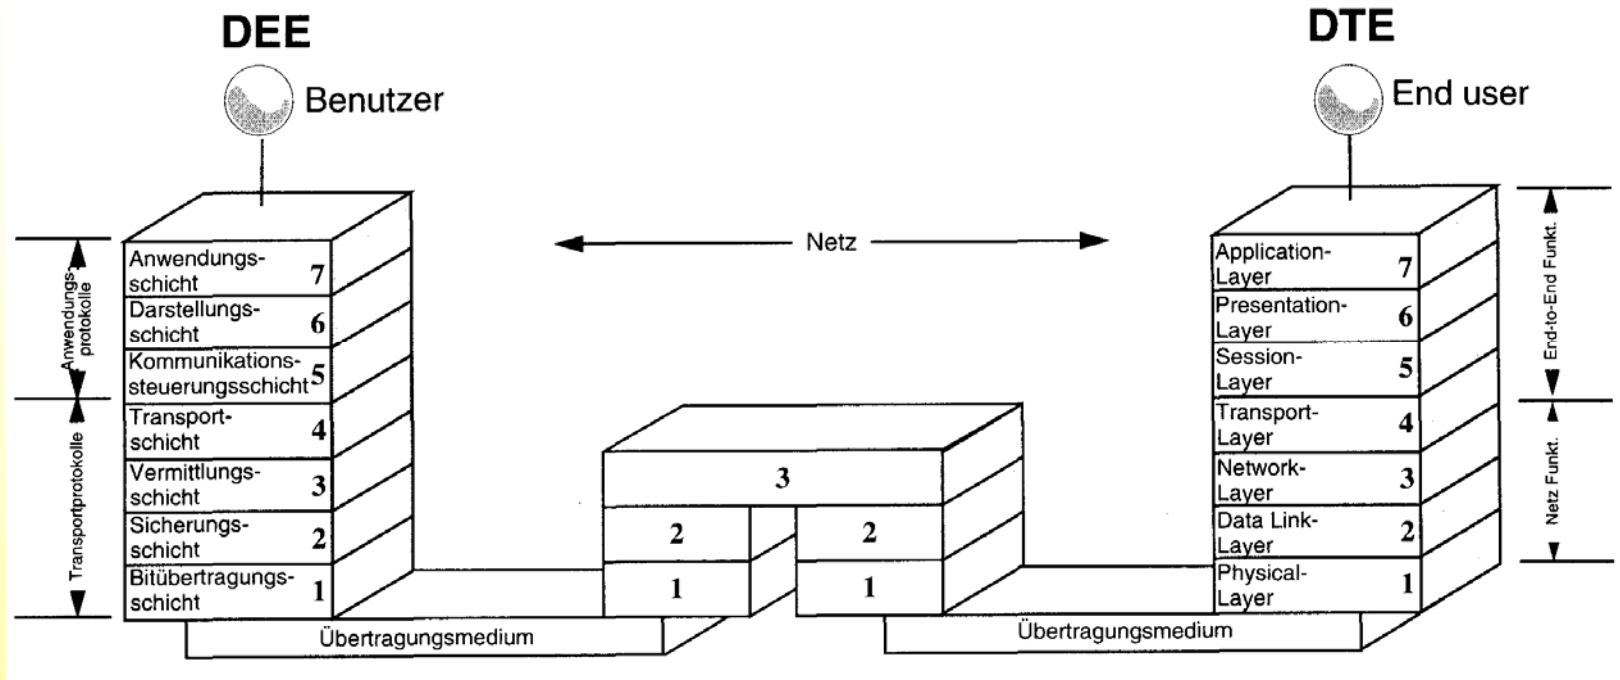 DEE
Benutzer
Anwendungs-
schicht 7
Darstellungs-
schicht 6
Kommunikations-
steuerungsschicht 5
Transport-
schicht 4
Vermittlungs-
schicht 3
Sicherungs-
schicht 2
Bitübertragungs-
schicht 1
Anwendungs-
protokolle
Transportprotokolle
Übertragungsmedium
Netz
3
2 2
1 1
DTE
End user
Application-
Layer 7
Presentation-
Layer 6
Session-
Layer 5
Transport-
Layer 4
Network-
Layer 3
Data Link-
Layer 2
Physical-
Layer 1
End-to-End Funkt.
Netz Funkt.
Übertragungsmedium